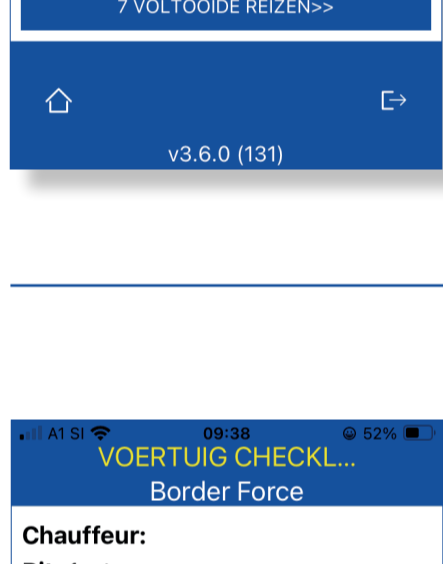 7 VOLTOOIDE REIZEN>>
v3.6.0 (131)
A1 SI 09:38 52%
VOERTUIG CHECKL...
Border Force
Chauffeur: